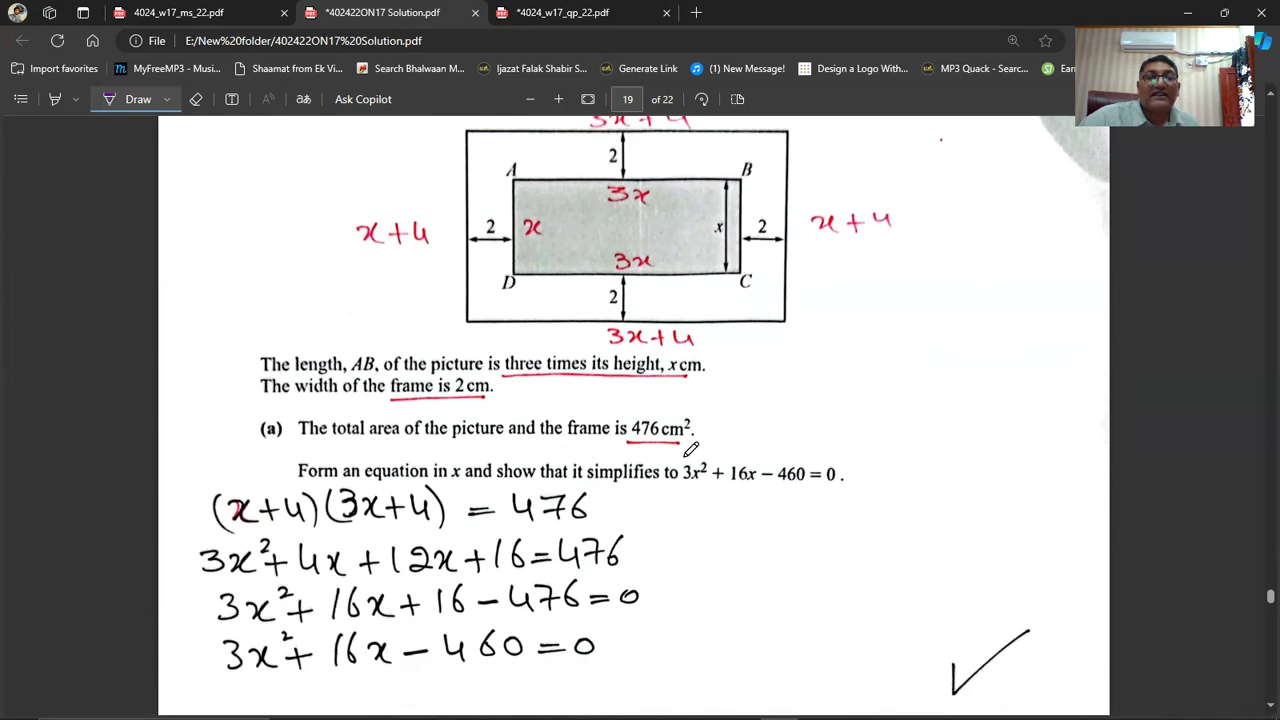 4024_w17_ms_22.pdf
*402422ON17 Solution.pdf
*4024_w17_qp_22.pdf
File E:/New%20folder/402422ON17%20Solution.pdf
Import favorites MyFreeMP3 - Musi... Shaamat from Ek Vi... Search Bhalwaan M... Ijazat Falak Shabir S... Generate Link (1) New Message! Design a Logo With... MP3 Quack - Searc...
Draw ああ Ask Copilot 19 of 22
3x + 4
2
A B
3x
x+4 2 x x 2 x+4
3x
D C
2
3x+4
The length, AB, of the picture is three times its height, x cm.
The width of the frame is 2 cm.
(a) The total area of the picture and the frame is 476 cm².
Form an equation in x and show that it simplifies to 3x² + 16x – 460 = 0 .
(x+4)(3x+4) = 476
3x²+4x+12x+16=476
3x²+16x+16-476=0
3x²+16x-460=0